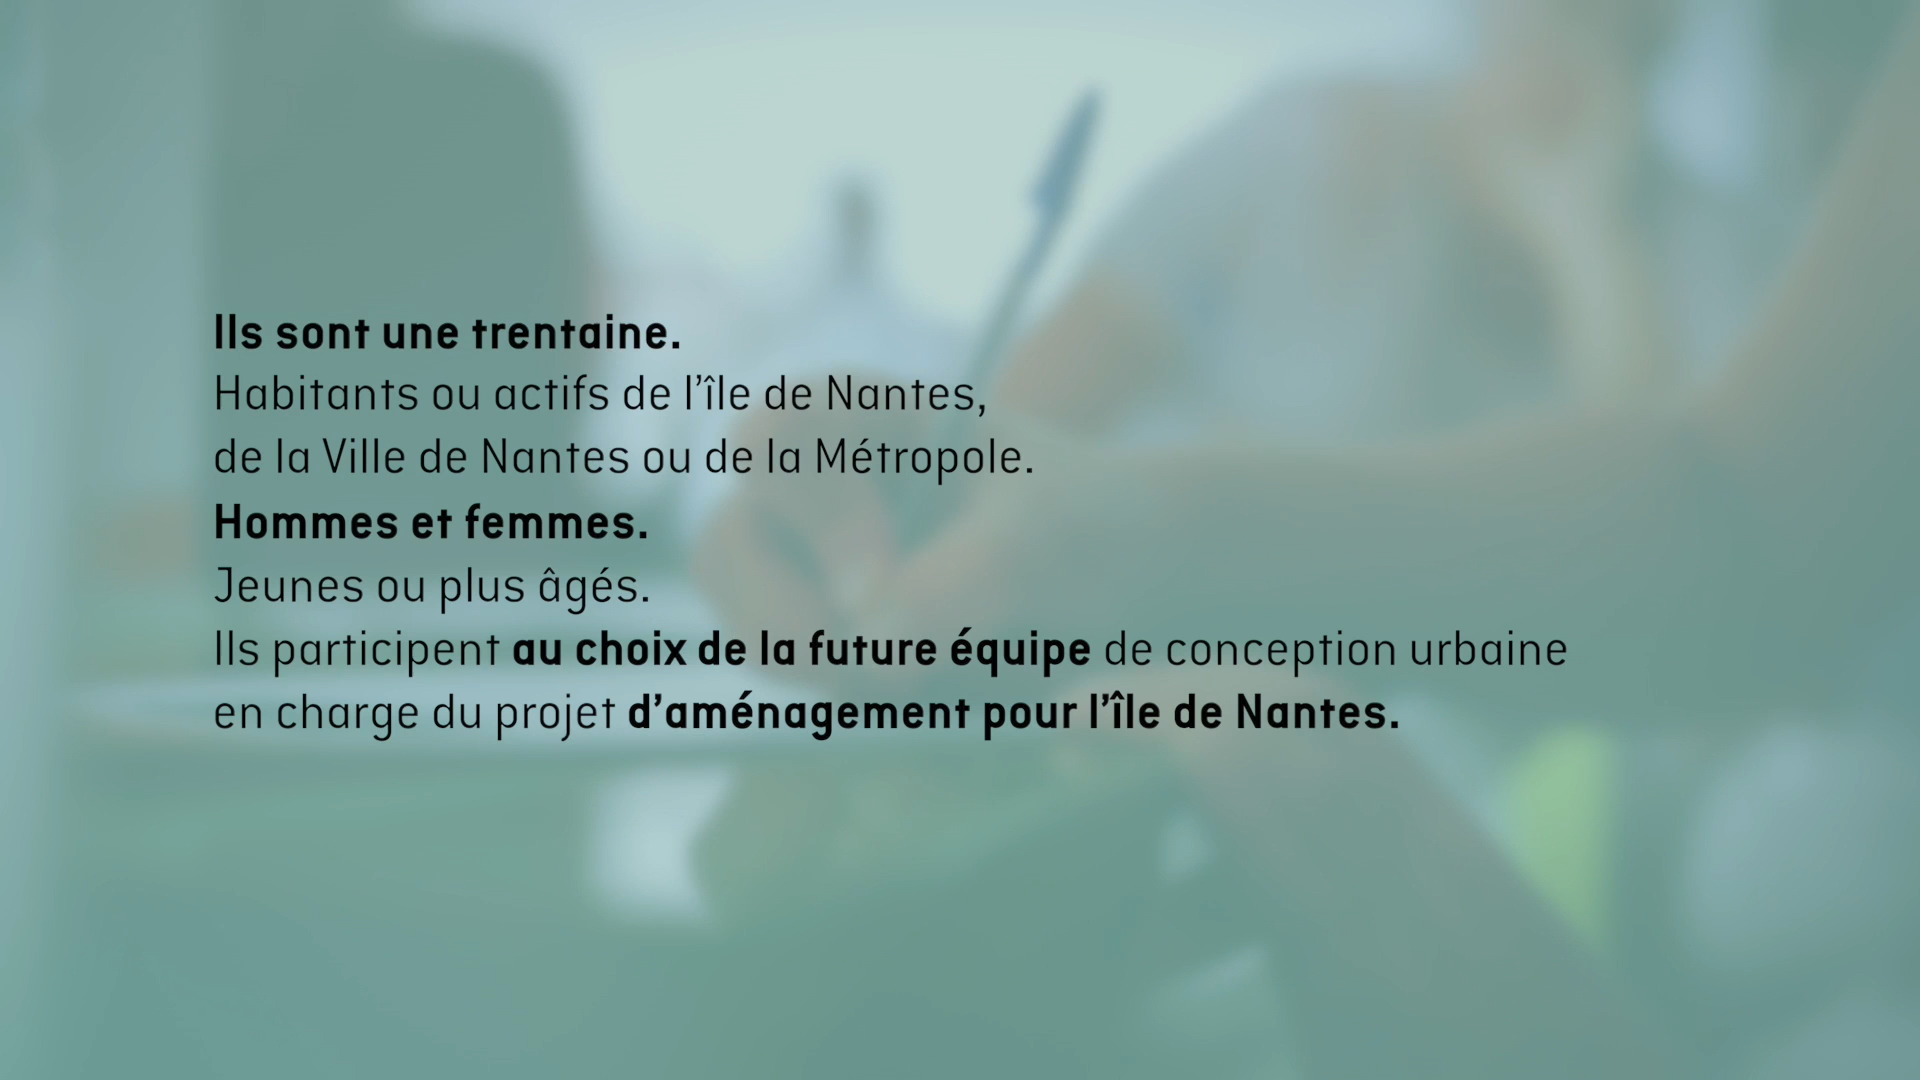 Ils sont une trentaine.
Habitants ou actifs de l’île de Nantes,
de la Ville de Nantes ou de la Métropole.
Hommes et femmes.
Jeunes ou plus âgés.
Ils participent au choix de la future équipe de conception urbaine
en charge du projet d’aménagement pour l’île de Nantes.